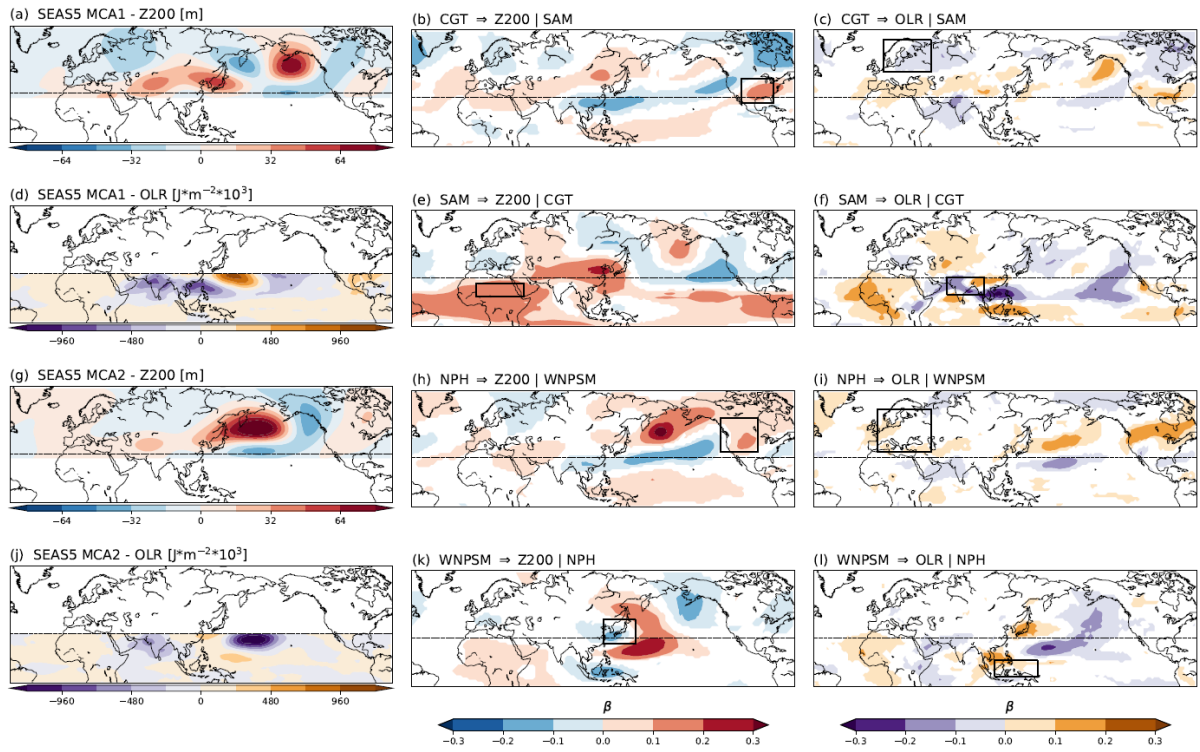 (a) SEAS5 MCA1 - Z200 [m]
(b) CGT ⇒ Z200 | SAM
(c) CGT ⇒ OLR | SAM
−64 −32 0 32 64
(d) SEAS5 MCA1 - OLR [J*m⁻²*10³]
(e) SAM ⇒ Z200 | CGT
(f) SAM ⇒ OLR | CGT
−960 −480 0 480 960
(g) SEAS5 MCA2 - Z200 [m]
(h) NPH ⇒ Z200 | WNPSM
(i) NPH ⇒ OLR | WNPSM
−64 −32 0 32 64
(j) SEAS5 MCA2 - OLR [J*m⁻²*10³]
(k) WNPSM ⇒ Z200 | NPH
(l) WNPSM ⇒ OLR | NPH
−960 −480 0 480 960
β
−0.3 −0.2 −0.1 0.0 0.1 0.2 0.3
β
−0.3 −0.2 −0.1 0.0 0.1 0.2 0.3